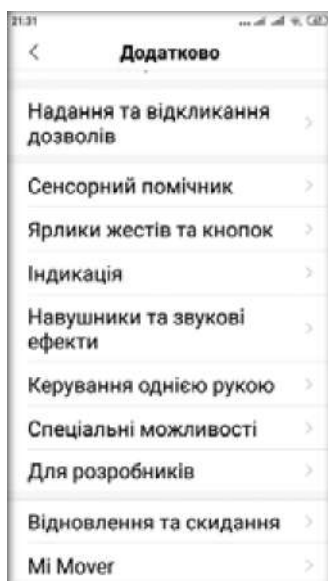 21:31
Додатково
Надання та відкликання
дозволів
Сенсорний помічник
Ярлики жестів та кнопок
Індикація
Навушники та звукові
ефекти
Керування однією рукою
Спеціальні можливості
Для розробників
Відновлення та скидання
Mi Mover